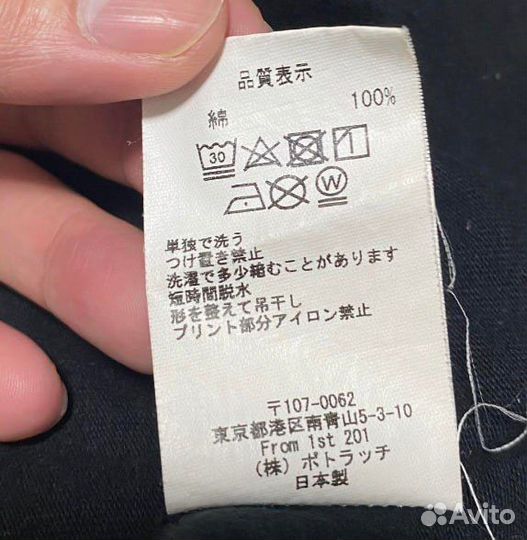 品質表示
綿 100%
30
W
単独で洗う
つけ置き禁止
洗濯で多少縮むことがあります
短時間脱水
形を整えて吊干し
プリント部分アイロン禁止
〒107-0062
東京都港区南青山5-3-10
From 1st 201
(株) ポトラッチ
日本製
Avito